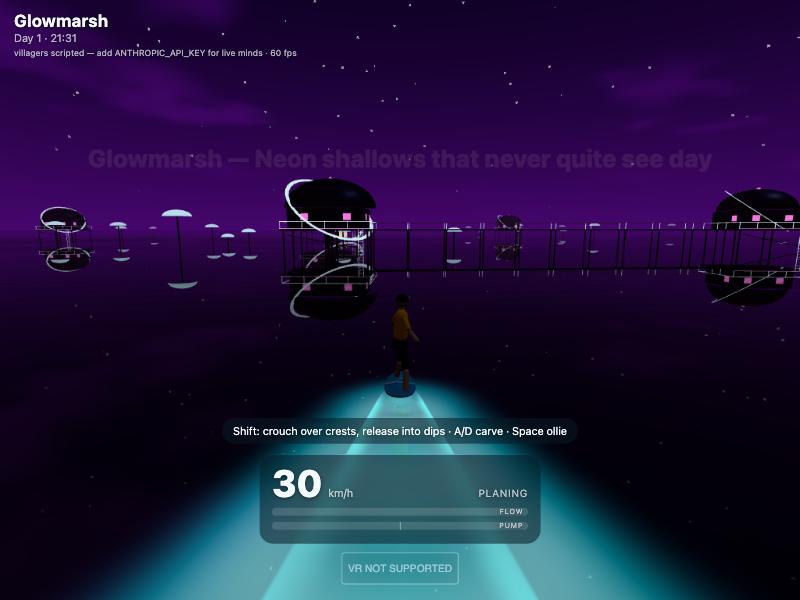 Glowmarsh
Day 1 · 21:31
villagers scripted — add ANTHROPIC_API_KEY for live minds · 60 fps
Glowmarsh — Neon shallows that never quite see day
Shift: crouch over crests, release into dips · A/D carve · Space ollie
30 km/h PLANING
FLOW
PUMP
VR NOT SUPPORTED